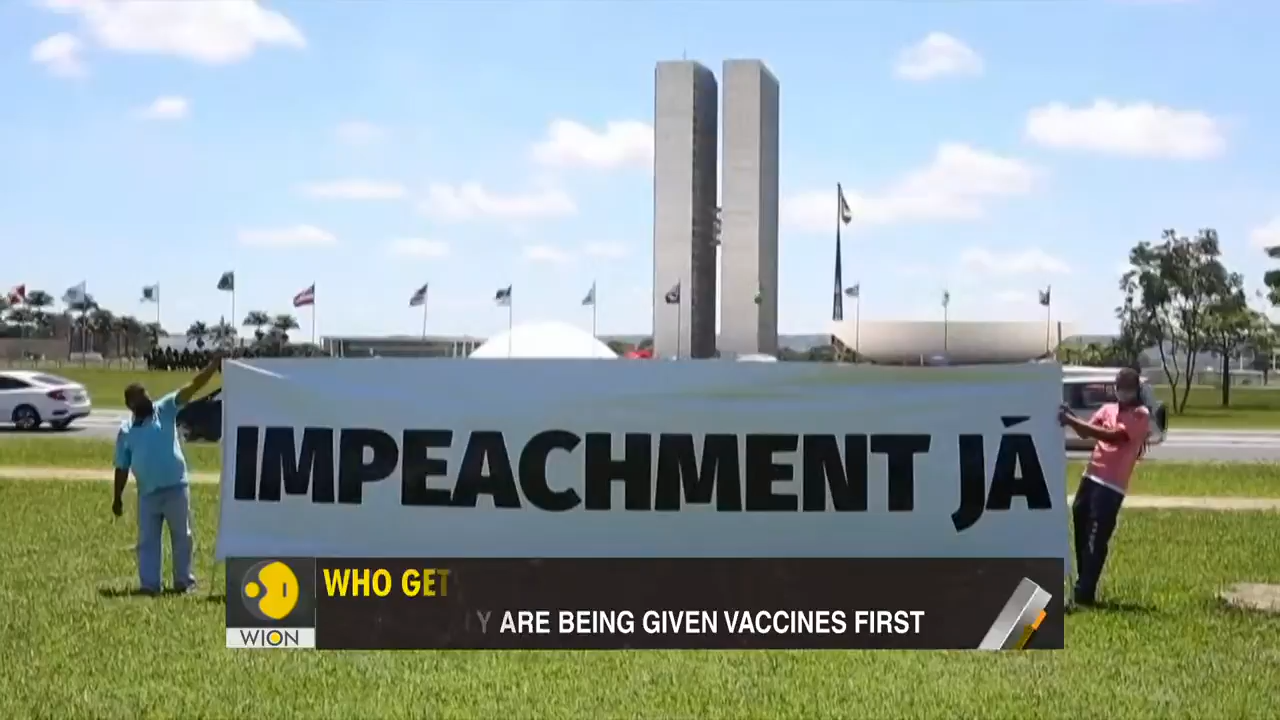 IMPEACHMENT JÁ
WHO GET
Y ARE BEING GIVEN VACCINES FIRST
WION